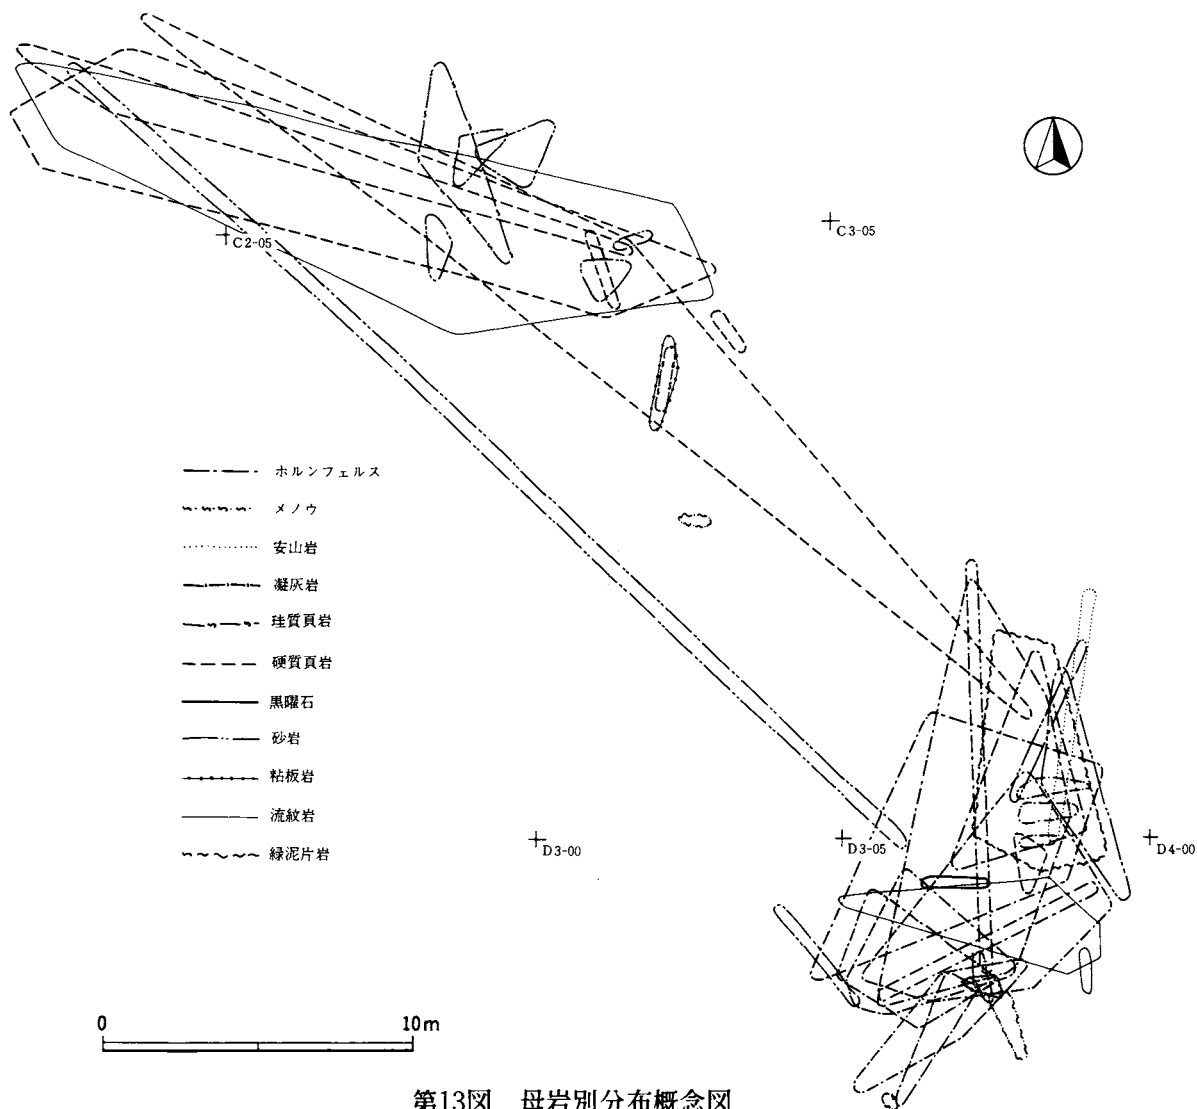 C2-05
C3-05
ホルンフェルス
メノウ
安山岩
凝灰岩
珪質頁岩
硬質頁岩
黒曜石
砂岩
粘板岩
流紋岩
緑泥片岩
D3-00
D3-05
D4-00
0 10m
第13図 母岩別分布概念図